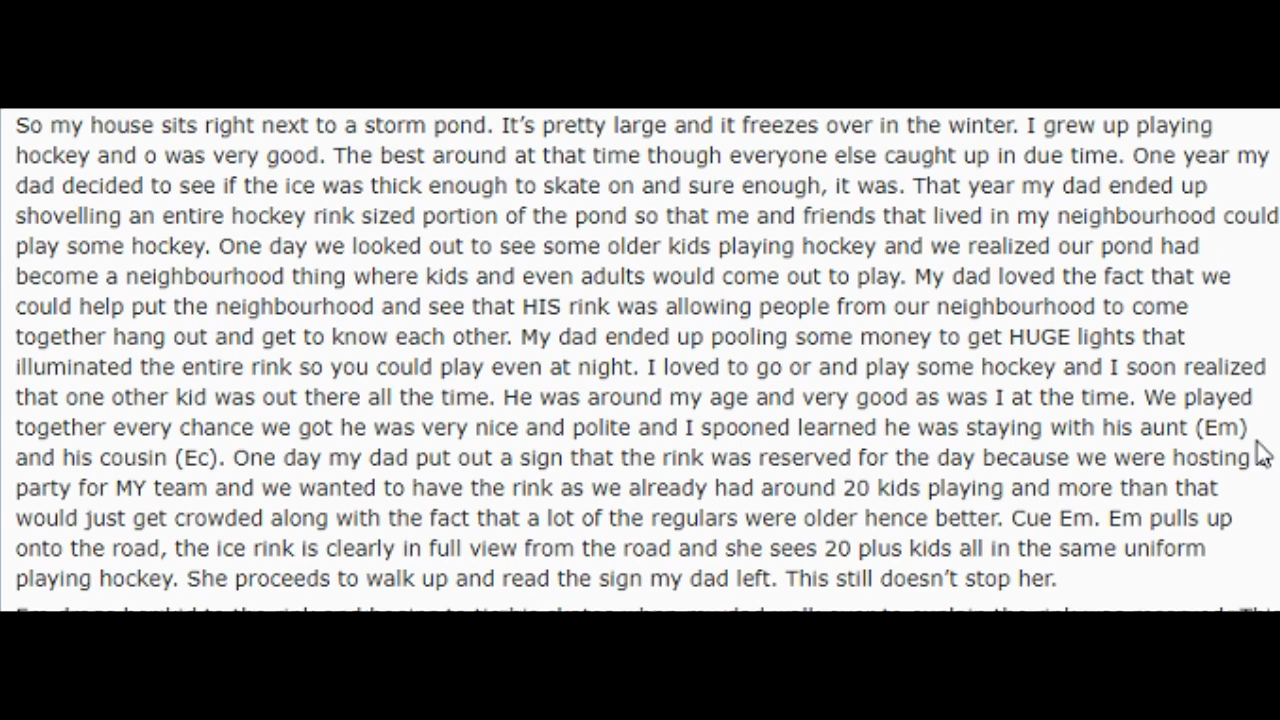 So my house sits right next to a storm pond. It’s pretty large and it freezes over in the winter. I grew up playing
hockey and o was very good. The best around at that time though everyone else caught up in due time. One year my
dad decided to see if the ice was thick enough to skate on and sure enough, it was. That year my dad ended up
shovelling an entire hockey rink sized portion of the pond so that me and friends that lived in my neighbourhood could
play some hockey. One day we looked out to see some older kids playing hockey and we realized our pond had
become a neighbourhood thing where kids and even adults would come out to play. My dad loved the fact that we
could help put the neighbourhood and see that HIS rink was allowing people from our neighbourhood to come
together hang out and get to know each other. My dad ended up pooling some money to get HUGE lights that
illuminated the entire rink so you could play even at night. I loved to go or and play some hockey and I soon realized
that one other kid was out there all the time. He was around my age and very good as was I at the time. We played
together every chance we got he was very nice and polite and I spooned learned he was staying with his aunt (Em)
and his cousin (Ec). One day my dad put out a sign that the rink was reserved for the day because we were hosting
party for MY team and we wanted to have the rink as we already had around 20 kids playing and more than that
would just get crowded along with the fact that a lot of the regulars were older hence better. Cue Em. Em pulls up
onto the road, the ice rink is clearly in full view from the road and she sees 20 plus kids all in the same uniform
playing hockey. She proceeds to walk up and read the sign my dad left. This still doesn’t stop her.